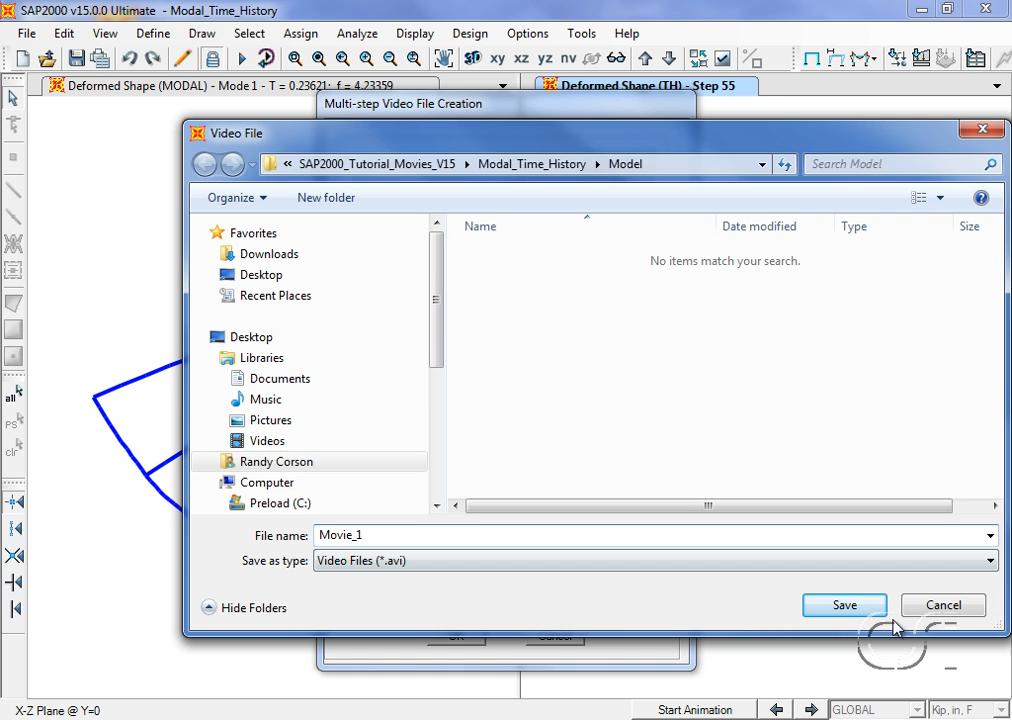 SAP2000 v15.0.0 Ultimate - Modal_Time_History
File Edit View Define Draw Select Assign Analyze Display Design Options Tools Help
3D xy xz yz nv
Deformed Shape (MODAL) - Mode 1 - T = 0.23621; f = 4.23359
Deformed Shape (TH) - Step 55
Multi-step Video File Creation
Video File
« SAP2000_Tutorial_Movies_V15 Modal_Time_History Model
Search Model
Organize New folder
Name Date modified Type Size
No items match your search.
Favorites
Downloads
Desktop
Recent Places
Desktop
Libraries
Documents
Music
Pictures
Videos
Randy Corson
Computer
Preload (C:)
all
PS
clr
File name: Movie_1
Save as type: Video Files (*.avi)
Hide Folders
Save Cancel
X-Z Plane @ Y=0
Start Animation
GLOBAL
Kip, in, F